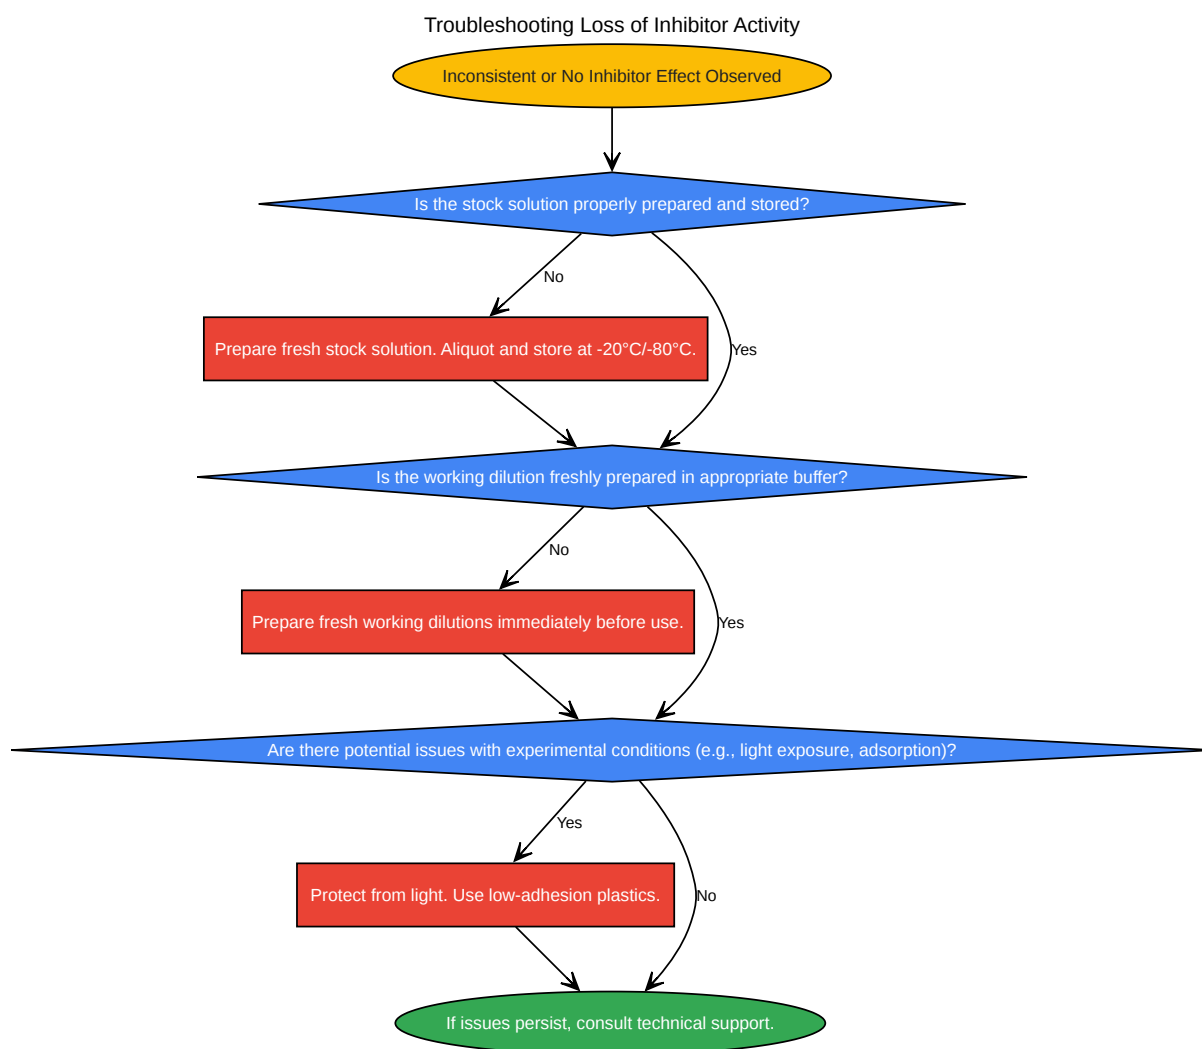 Troubleshooting Loss of Inhibitor Activity
Inconsistent or No Inhibitor Effect Observed
Is the stock solution properly prepared and stored?
No
Prepare fresh stock solution. Aliquot and store at -20°C/-80°C.
Yes
Is the working dilution freshly prepared in appropriate buffer?
No
Prepare fresh working dilutions immediately before use.
Yes
Are there potential issues with experimental conditions (e.g., light exposure, adsorption)?
Yes
Protect from light. Use low-adhesion plastics.
No
If issues persist, consult technical support.